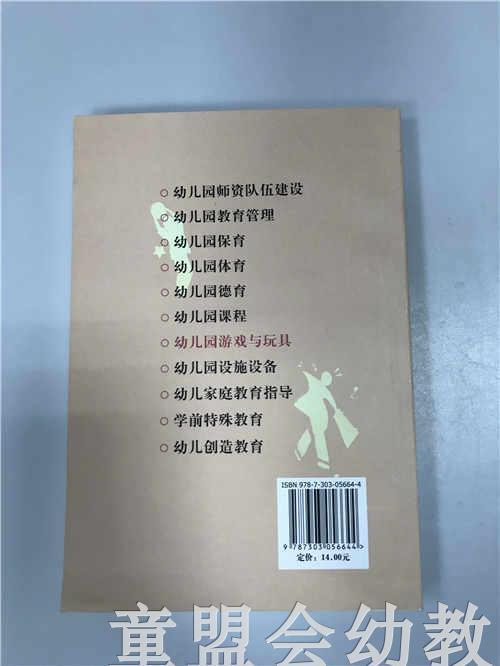 幼儿园师资队伍建设
幼儿园教育管理
幼儿园保育
幼儿园体育
幼儿园德育
幼儿园课程
幼儿园游戏与玩具
幼儿园设施设备
幼儿家庭教育指导
学前特殊教育
幼儿创造教育
ISBN 978-7-303-05664-4
9 787303 056644 >
定价：14.00元
童盟会幼教